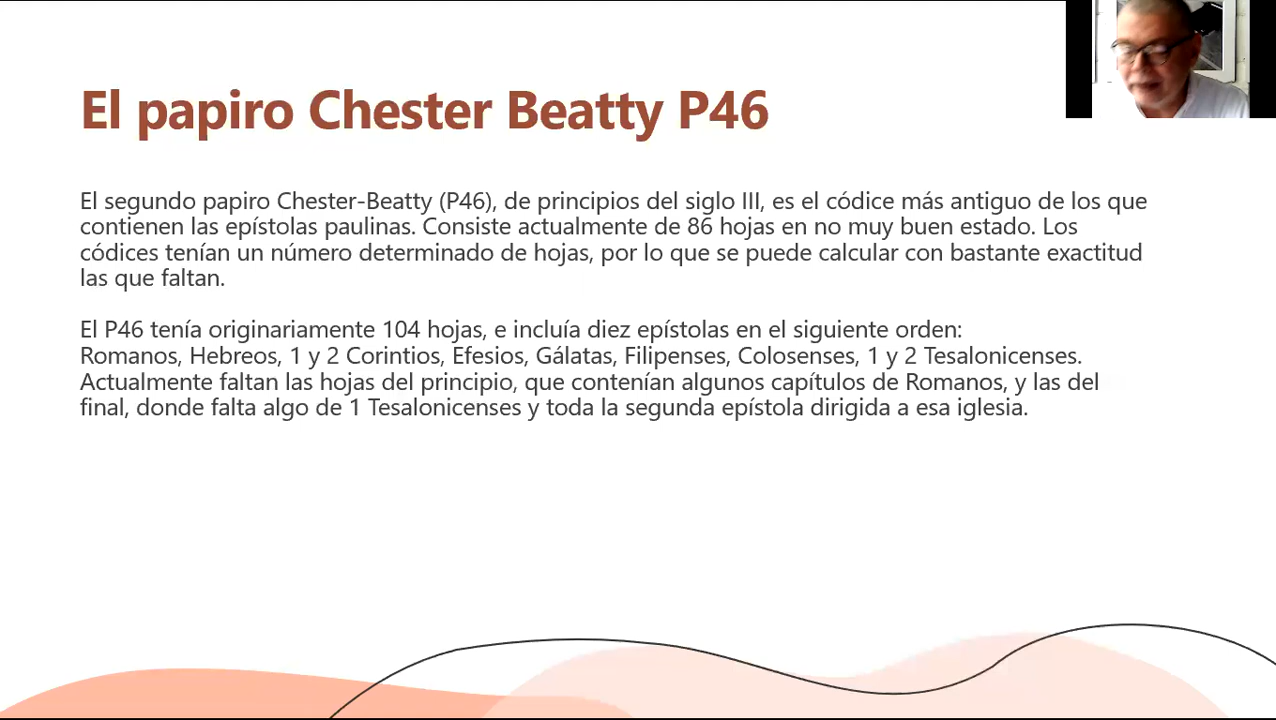 El papiro Chester Beatty P46
El segundo papiro Chester-Beatty (P46), de principios del siglo III, es el códice más antiguo de los que
contienen las epístolas paulinas. Consiste actualmente de 86 hojas en no muy buen estado. Los
códices tenían un número determinado de hojas, por lo que se puede calcular con bastante exactitud
las que faltan.
El P46 tenía originariamente 104 hojas, e incluía diez epístolas en el siguiente orden:
Romanos, Hebreos, 1 y 2 Corintios, Efesios, Gálatas, Filipenses, Colosenses, 1 y 2 Tesalonicenses.
Actualmente faltan las hojas del principio, que contenían algunos capítulos de Romanos, y las del
final, donde falta algo de 1 Tesalonicenses y toda la segunda epístola dirigida a esa iglesia.